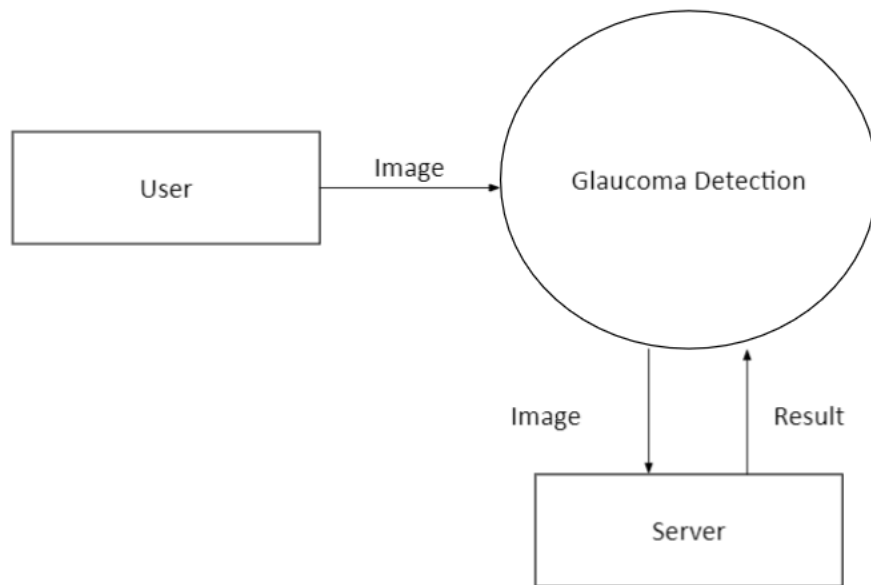 Image
User
Glaucoma Detection
Image
Result
Server